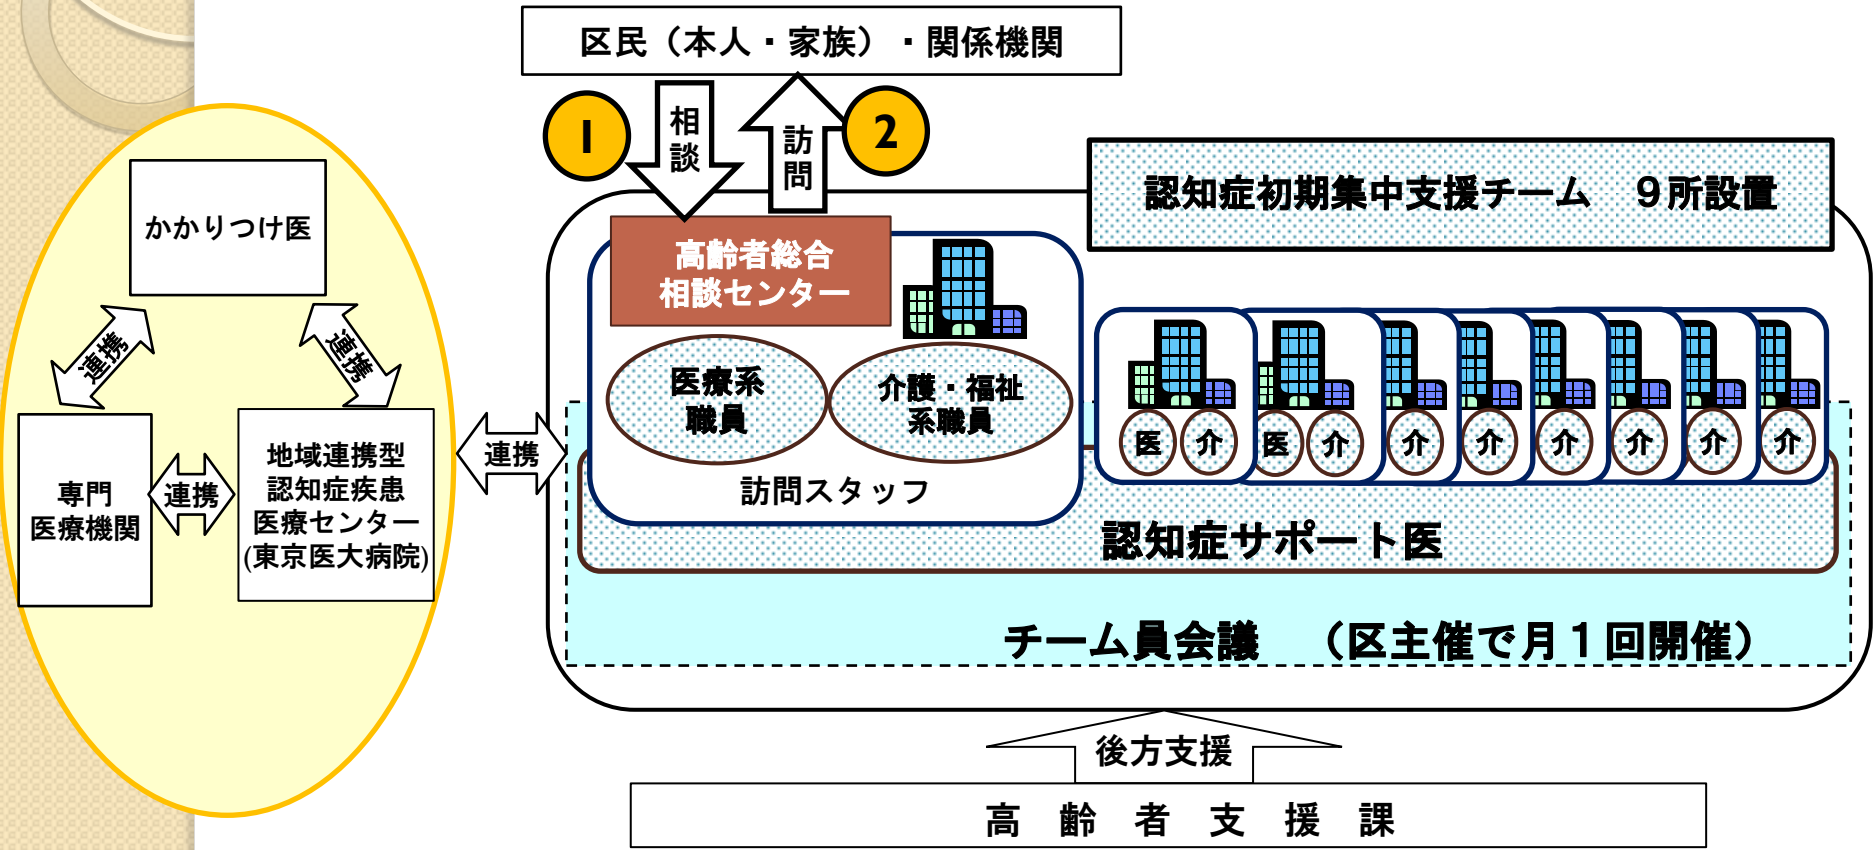 区民（本人・家族）・関係機関
1
相談
訪問
2
認知症初期集中支援チーム　９所設置
かかりつけ医
連携
連携
専門
医療機関
連携
地域連携型
認知症疾患
医療センター
(東京医大病院)
連携
高齢者総合
相談センター
医療系
職員
介護・福祉
系職員
訪問スタッフ
医 介
医 介
介
介
介
介
介
介
認知症サポート医
チーム員会議　（区主催で月１回開催）
後方支援
高齢者支援課